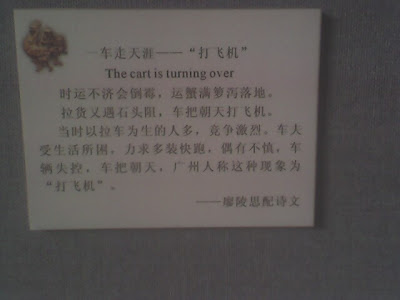 一车走天涯——“打飞机”
The cart is turning over
时运不济会倒霉，运蟹满箩泻落地。
拉货又遇石头阻，车把朝天打飞机。
当时以拉车为生的人多，竞争激烈。车夫
受生活所困，力求多装快跑，偶有不慎，车
辆失控，车把朝天，广州人称这种现象为
“打飞机”。
——廖陵思配诗文